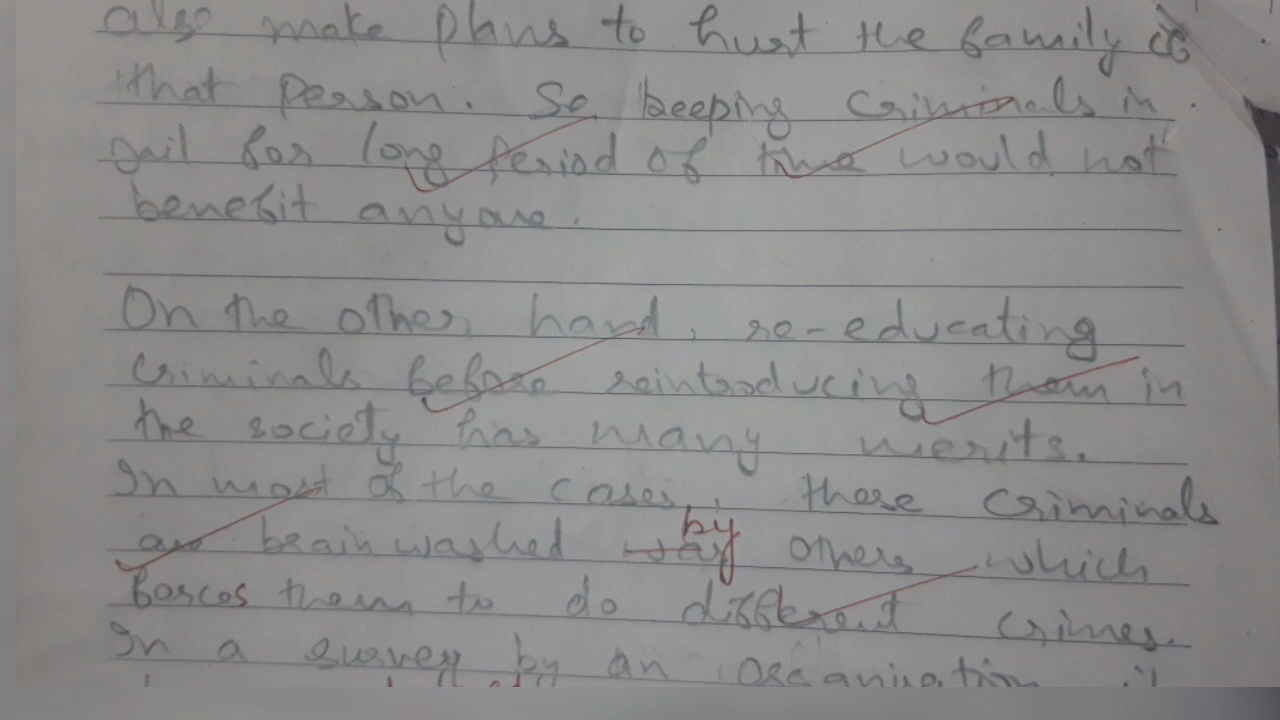 also make plans to hurt the family of
that person. So keeping criminals in
jail for long period of time would not
benefit anyone.
On the other hand, re-educating
criminals before reintroducing them in
the society has many merits.
In most of the cases, these criminals
are brainwashed by others which
forces them to do different crimes.
In a survey by an organisation